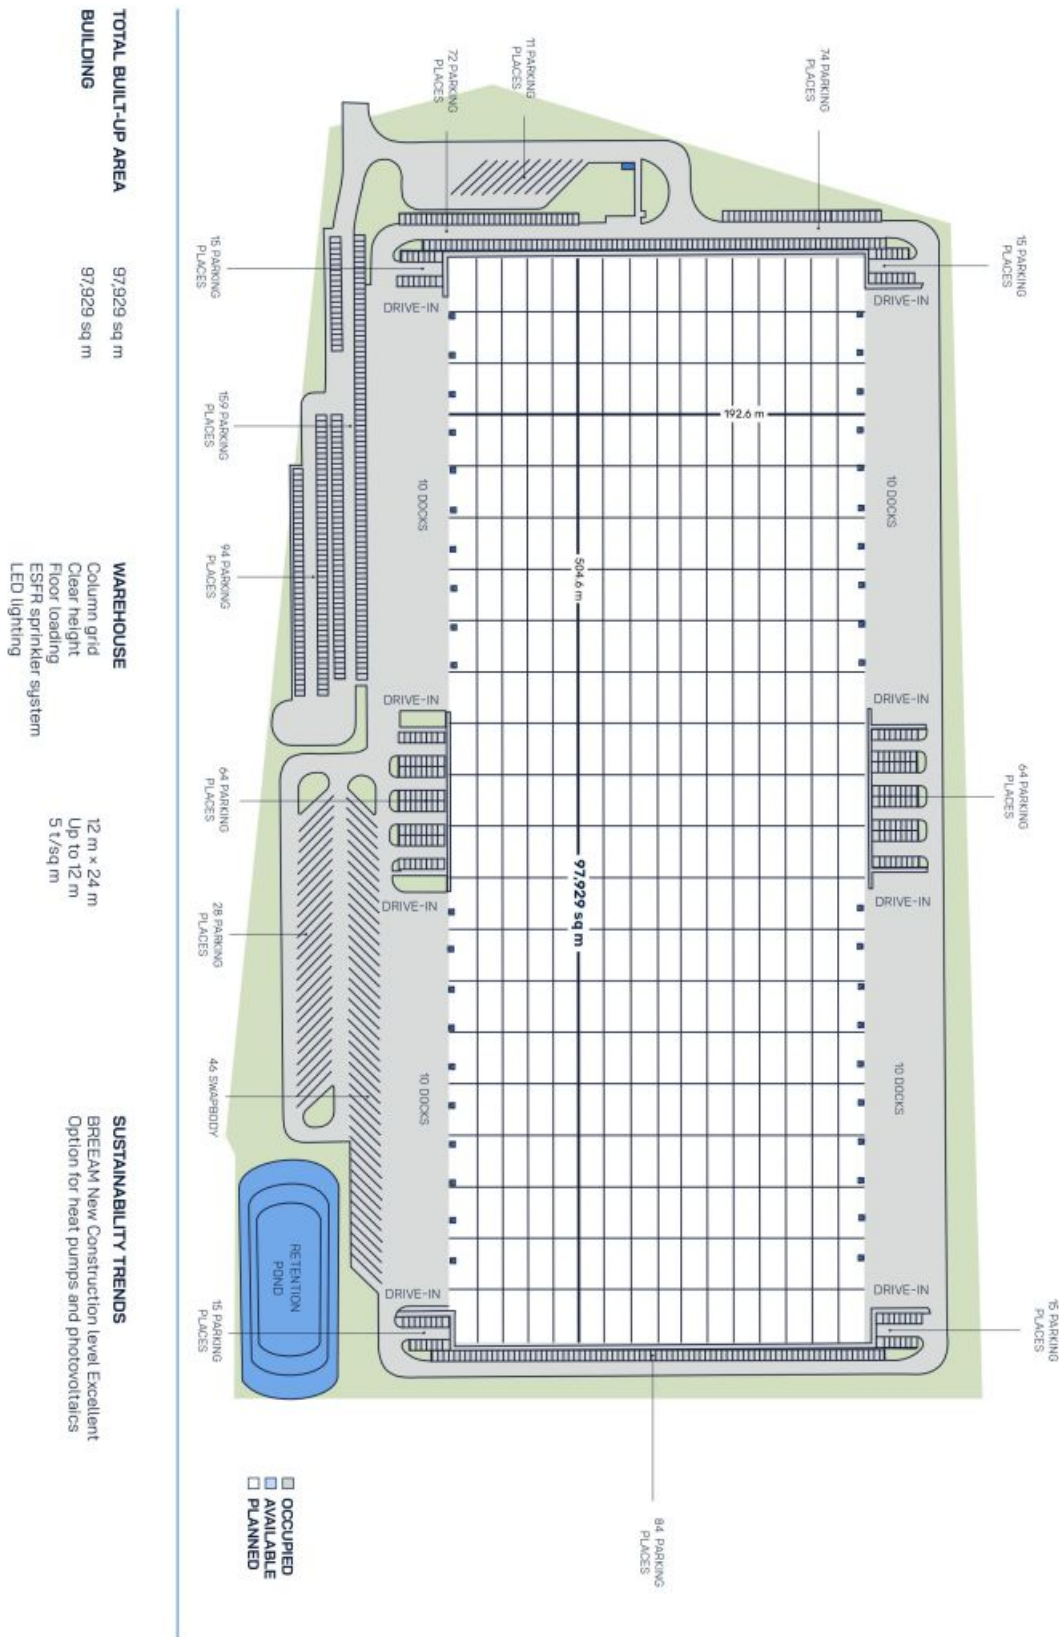 TOTAL BUILT-UP AREA
97,929 sq m
BUILDING
97,929 sq m
WAREHOUSE
Column grid
12 m × 24 m
Clear height
Up to 12 m
Floor loading
5 t/sq m
ESFR sprinkler system
LED lighting
SUSTAINABILITY TRENDS
BREEAM New Construction level Excellent
Option for heat pumps and photovoltaics
15 PARKING
PLACES
64 PARKING
PLACES
15 PARKING
PLACES
74 PARKING
PLACES
DRIVE-IN
10 DOCKS
DRIVE-IN
DRIVE-IN
10 DOCKS
DRIVE-IN
192.6 m
504.6 m
97,929 sq m
84 PARKING
PLACES
11 PARKING
PLACES
72 PARKING
PLACES
DRIVE-IN
10 DOCKS
DRIVE-IN
DRIVE-IN
10 DOCKS
DRIVE-IN
RETENTION
POND
15 PARKING
PLACES
159 PARKING
PLACES
94 PARKING
PLACES
64 PARKING
PLACES
28 PARKING
PLACES
46 SWAPBODY
15 PARKING
PLACES
OCCUPIED
AVAILABLE
PLANNED